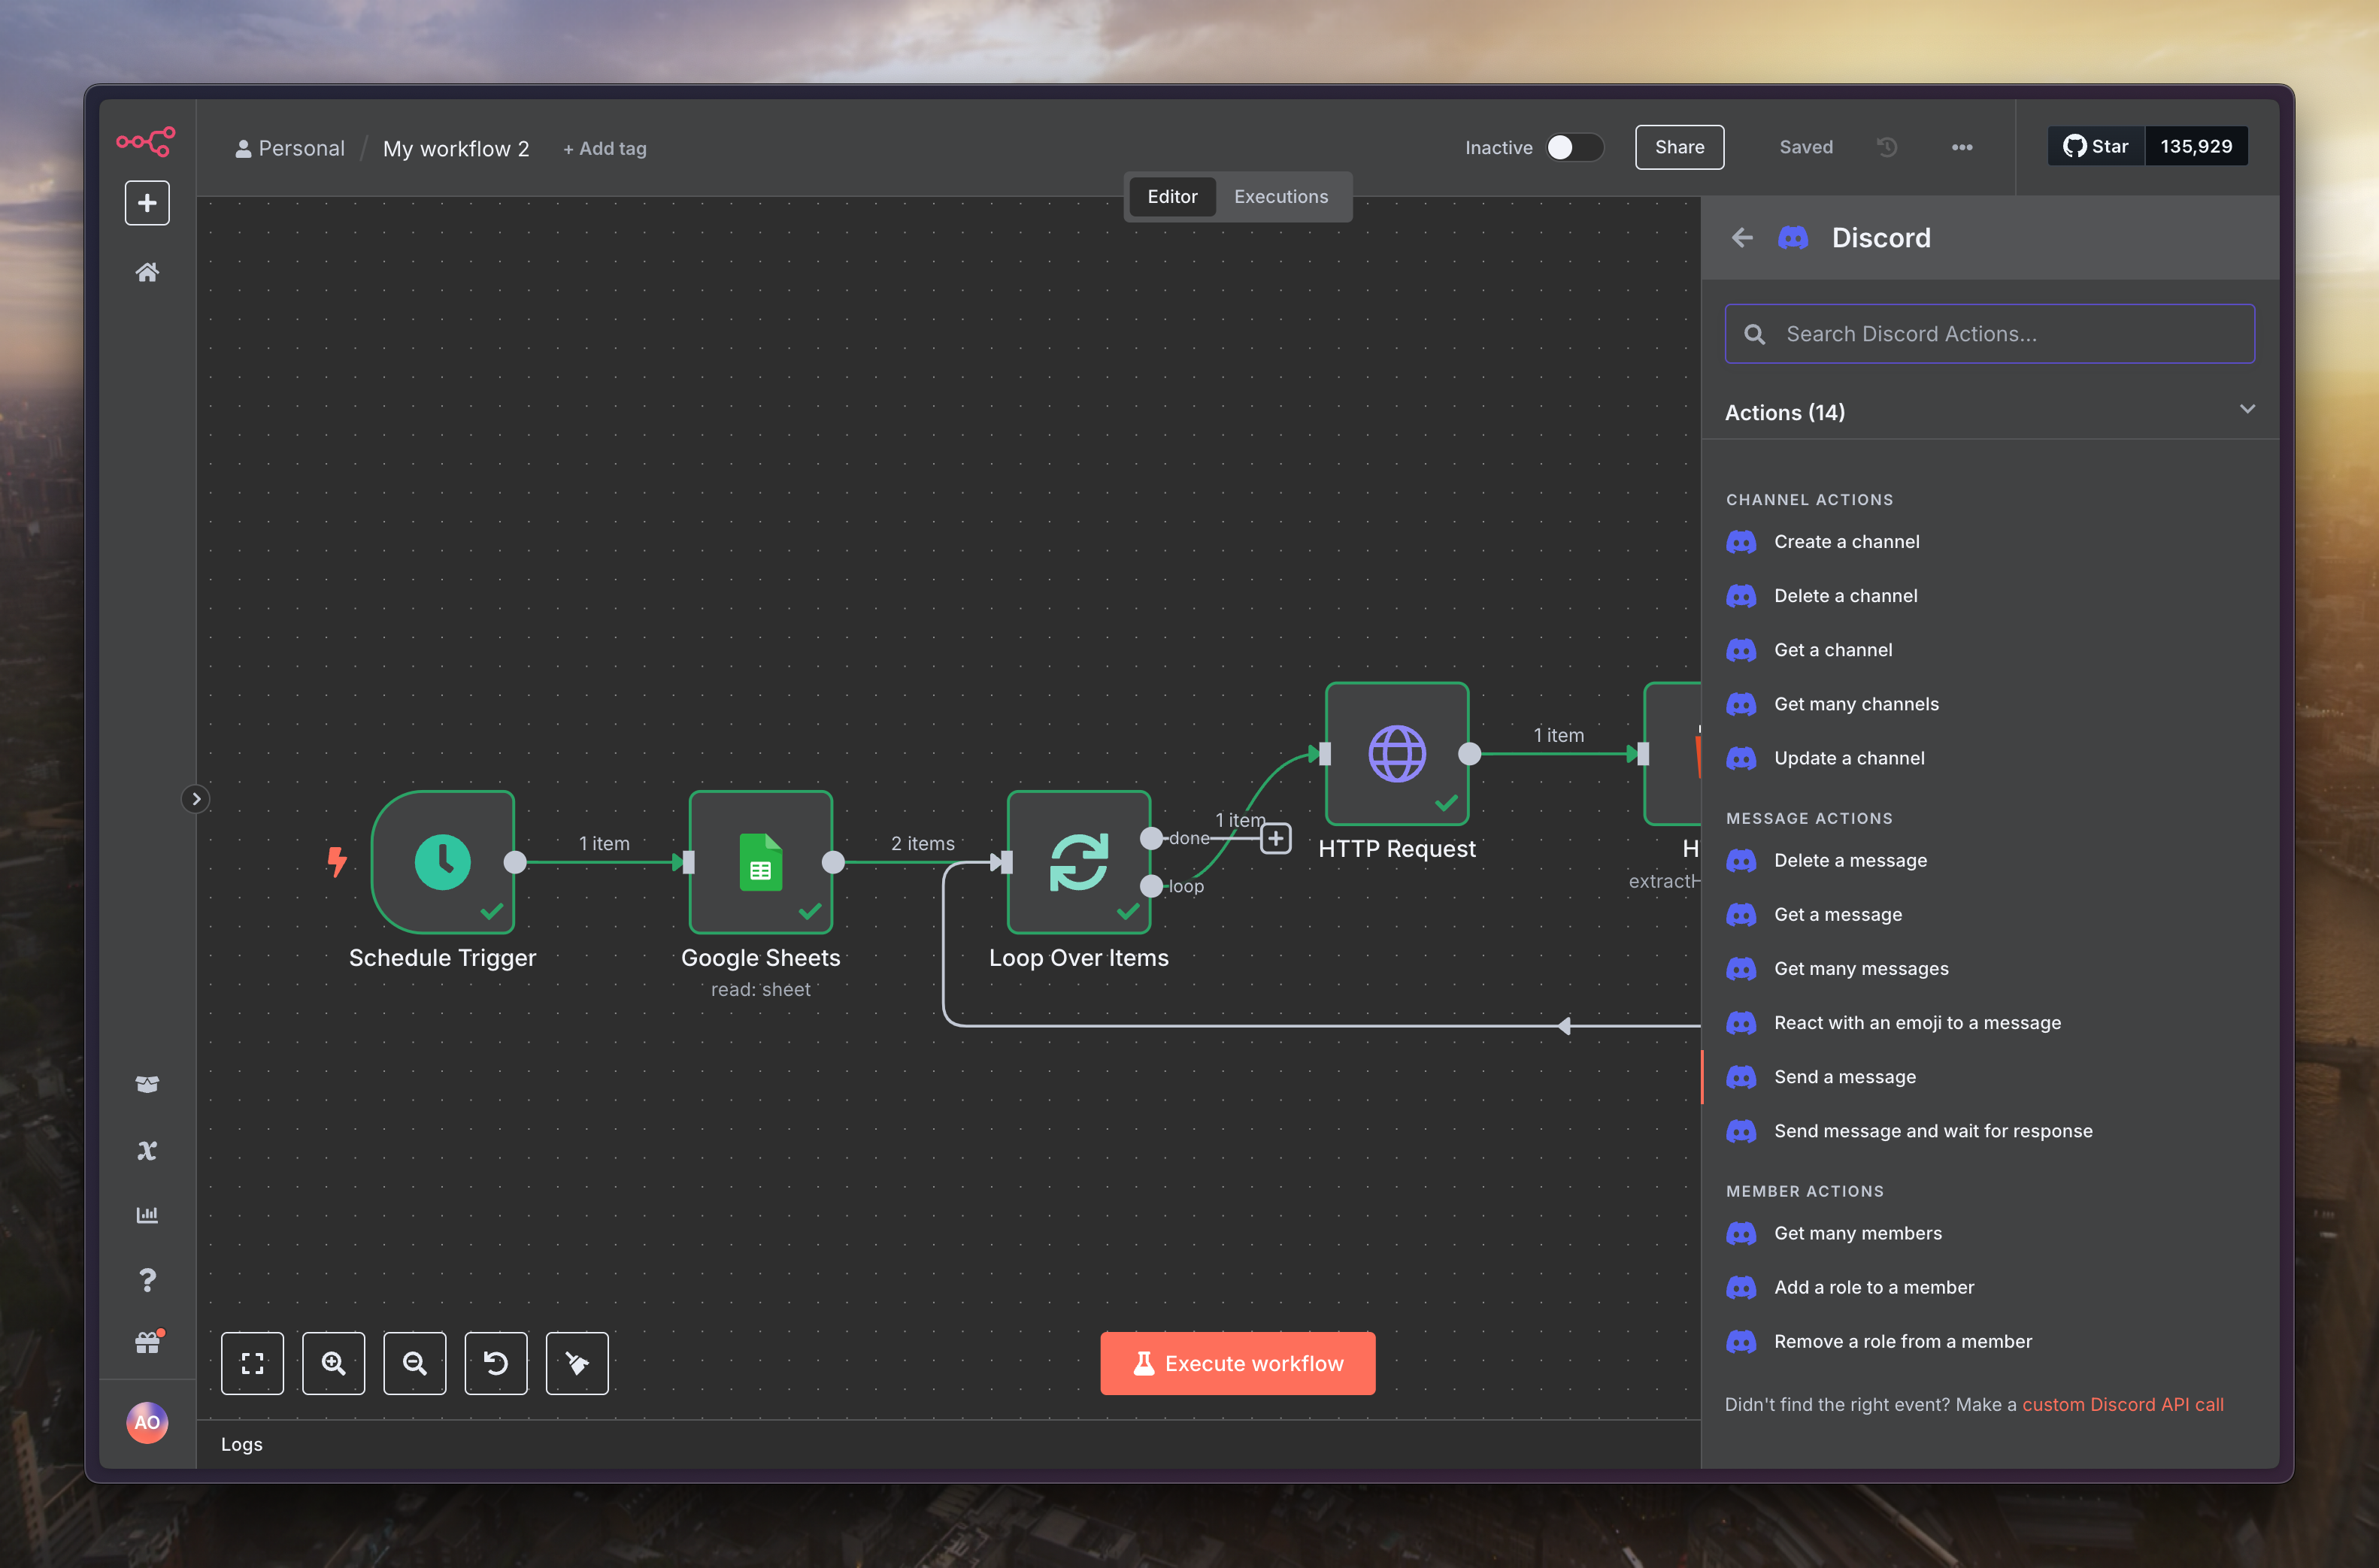 Personal / My workflow 2 + Add tag
Inactive
Share
Saved
Star 135,929
Editor Executions
Discord
Search Discord Actions...
Actions (14)
CHANNEL ACTIONS
Create a channel
Delete a channel
Get a channel
Get many channels
Update a channel
MESSAGE ACTIONS
Delete a message
Get a message
Get many messages
React with an emoji to a message
Send a message
Send message and wait for response
MEMBER ACTIONS
Get many members
Add a role to a member
Remove a role from a member
Didn't find the right event? Make a custom Discord API call
1 item
Schedule Trigger
2 items
Google Sheets
read: sheet
done
loop
1 item
Loop Over Items
HTTP Request
1 item
Execute workflow
AO
Logs